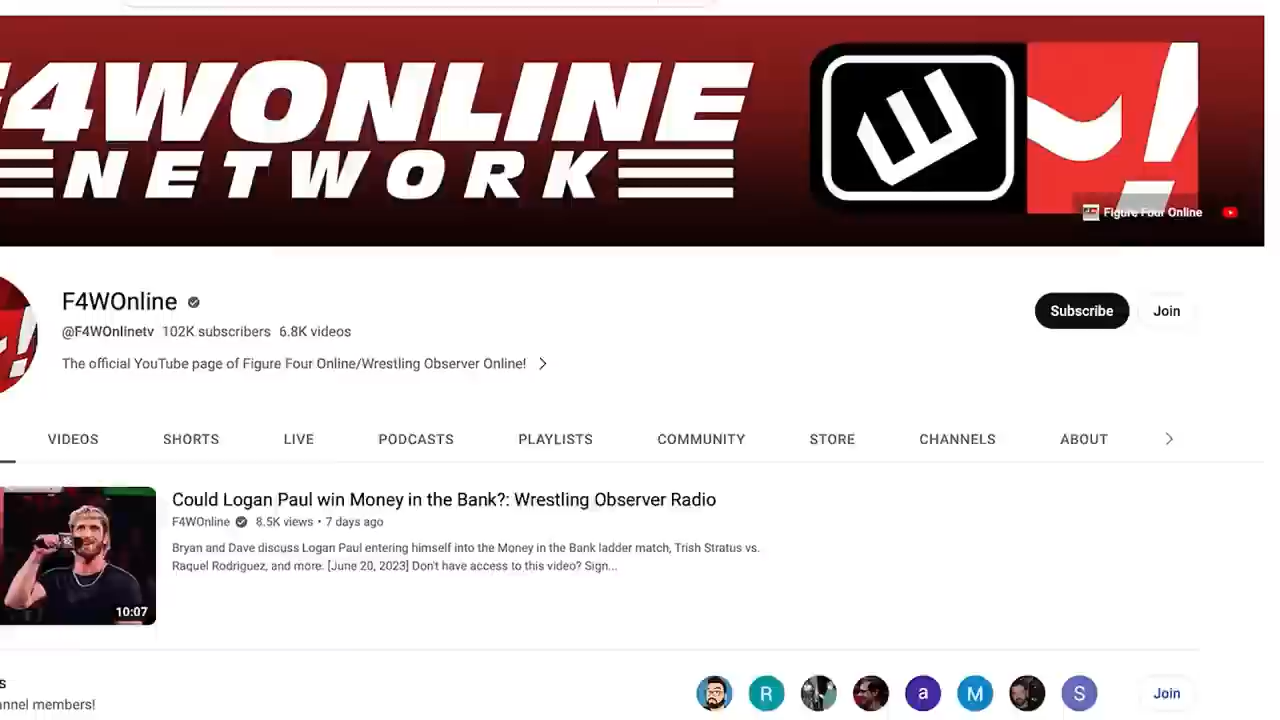 F4WONLINE
NETWORK
Figure Four Online
F4WOnline
@F4WOnlinetv 102K subscribers 6.8K videos
The official YouTube page of Figure Four Online/Wrestling Observer Online!
Subscribe
Join
VIDEOS SHORTS LIVE PODCASTS PLAYLISTS COMMUNITY STORE CHANNELS ABOUT
Could Logan Paul win Money in the Bank?: Wrestling Observer Radio
F4WOnline 8.5K views • 7 days ago
Bryan and Dave discuss Logan Paul entering himself into the Money in the Bank ladder match, Trish Stratus vs.
Raquel Rodriguez, and more. [June 20, 2023] Don't have access to this video? Sign...
10:07
R a M S
Join
members!